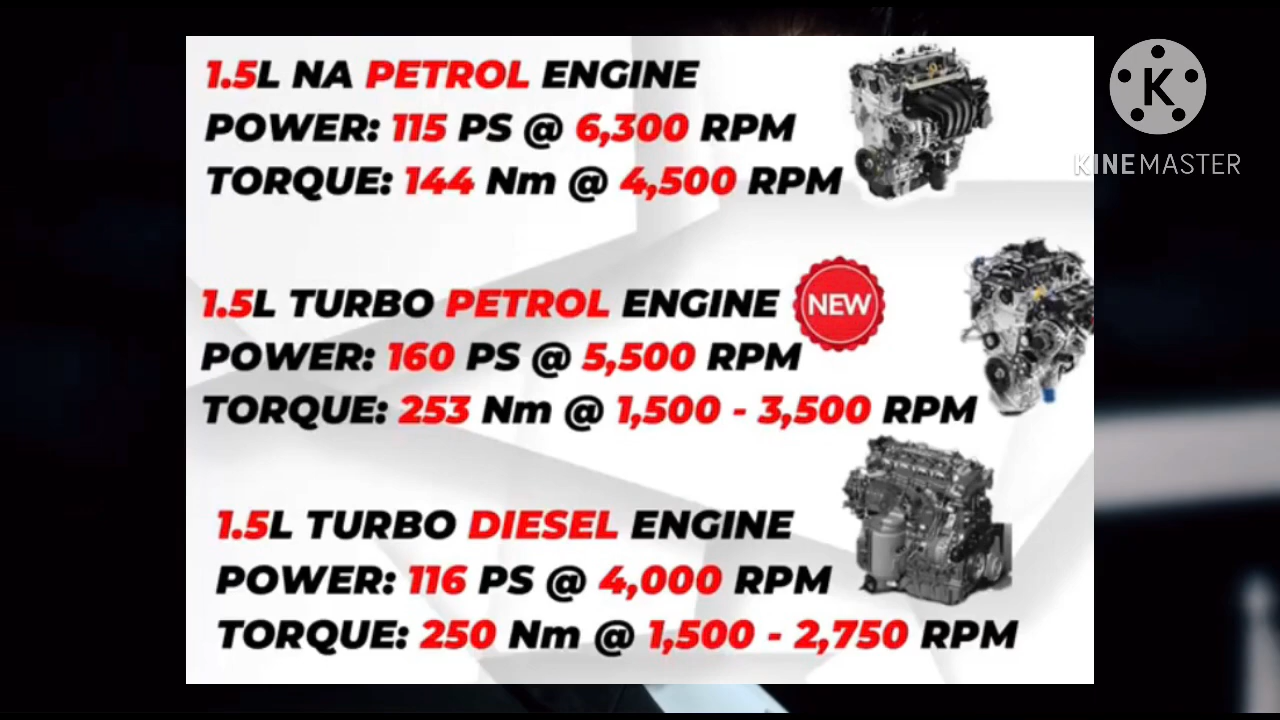 1.5L NA PETROL ENGINE
POWER: 115 PS @ 6,300 RPM
TORQUE: 144 Nm @ 4,500 RPM
1.5L TURBO PETROL ENGINE
NEW
POWER: 160 PS @ 5,500 RPM
TORQUE: 253 Nm @ 1,500 - 3,500 RPM
1.5L TURBO DIESEL ENGINE
POWER: 116 PS @ 4,000 RPM
TORQUE: 250 Nm @ 1,500 - 2,750 RPM
K
KINEMASTER